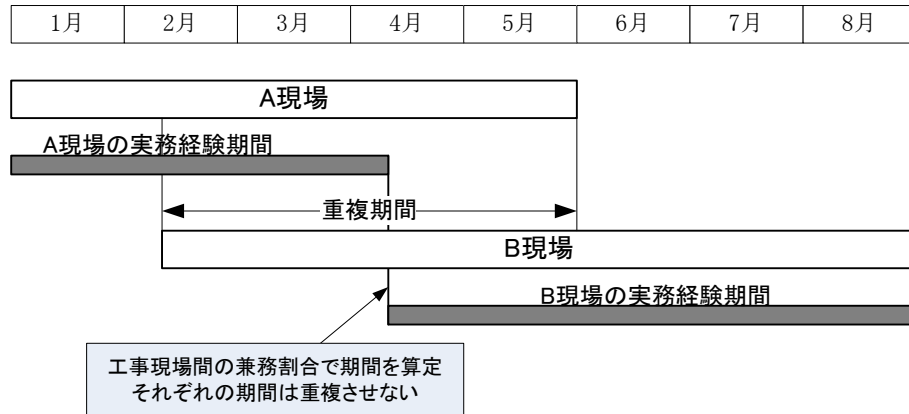 1月 2月 3月 4月 5月 6月 7月 8月
A現場
A現場の実務経験期間
重複期間
B現場
B現場の実務経験期間
工事現場間の兼務割合で期間を算定
それぞれの期間は重複させない